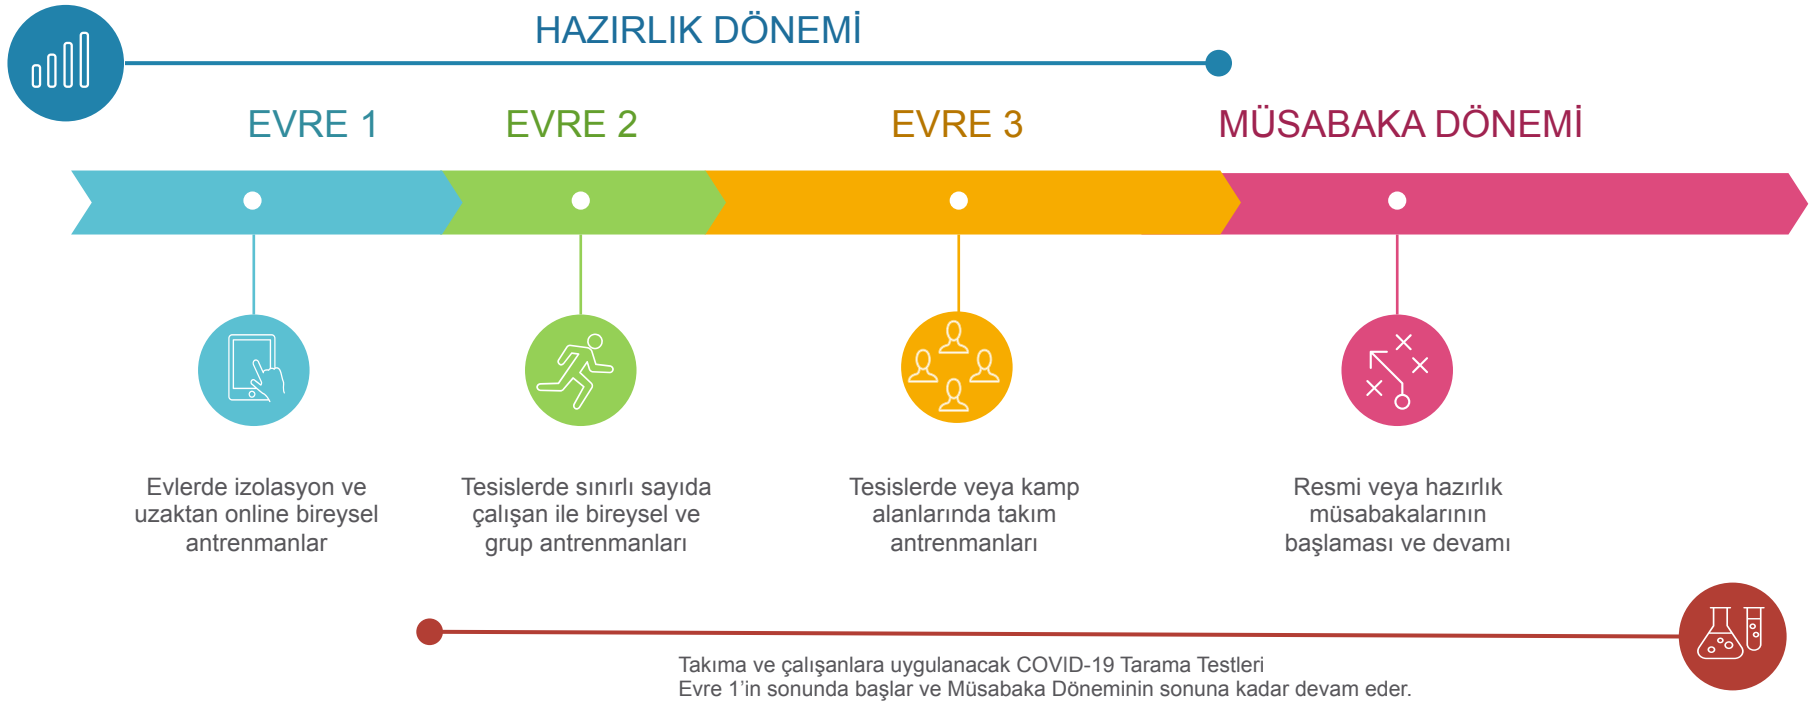 HAZIRLIK DÖNEMİ
EVRE 1
EVRE 2
EVRE 3
MÜSABAKA DÖNEMİ
Evlerde izolasyon ve
uzaktan online bireysel
antrenmanlar
Tesislerde sınırlı sayıda
çalışan ile bireysel ve
grup antrenmanları
Tesislerde veya kamp
alanlarında takım
antrenmanları
Resmi veya hazırlık
müsabakalarının
başlaması ve devamı
Takıma ve çalışanlara uygulanacak COVID-19 Tarama Testleri
Evre 1’in sonunda başlar ve Müsabaka Döneminin sonuna kadar devam eder.